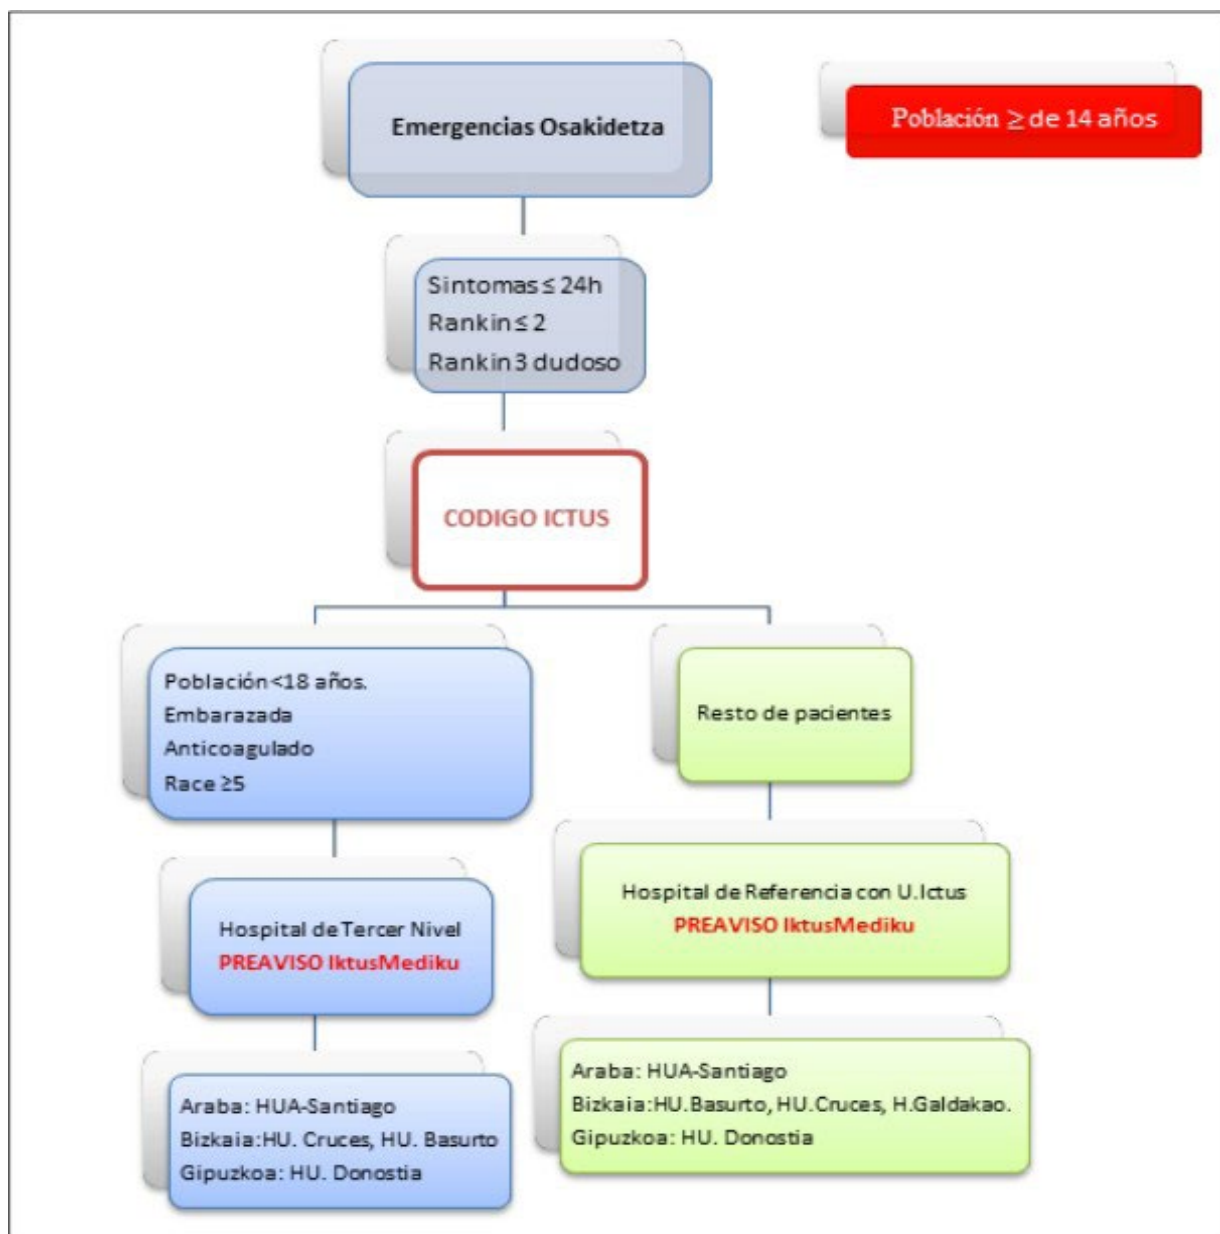 Emergencias Osakidetza
Población ≥ de 14 años
Sintomas ≤ 24h
Rankin ≤ 2
Rankin 3 dudoso
CODIGO ICTUS
Población <18 años.
Embarazada
Anticoagulado
Race ≥5
Resto de pacientes
Hospital de Tercer Nivel
PREAVISO IktusMediku
Hospital de Referencia con U.Ictus
PREAVISO IktusMediku
Araba: HUA-Santiago
Bizkaia:HU. Cruces, HU. Basurto
Gipuzkoa: HU. Donostia
Araba: HUA-Santiago
Bizkaia:HU.Basurto, HU.Cruces, H.Galdakao.
Gipuzkoa: HU. Donostia